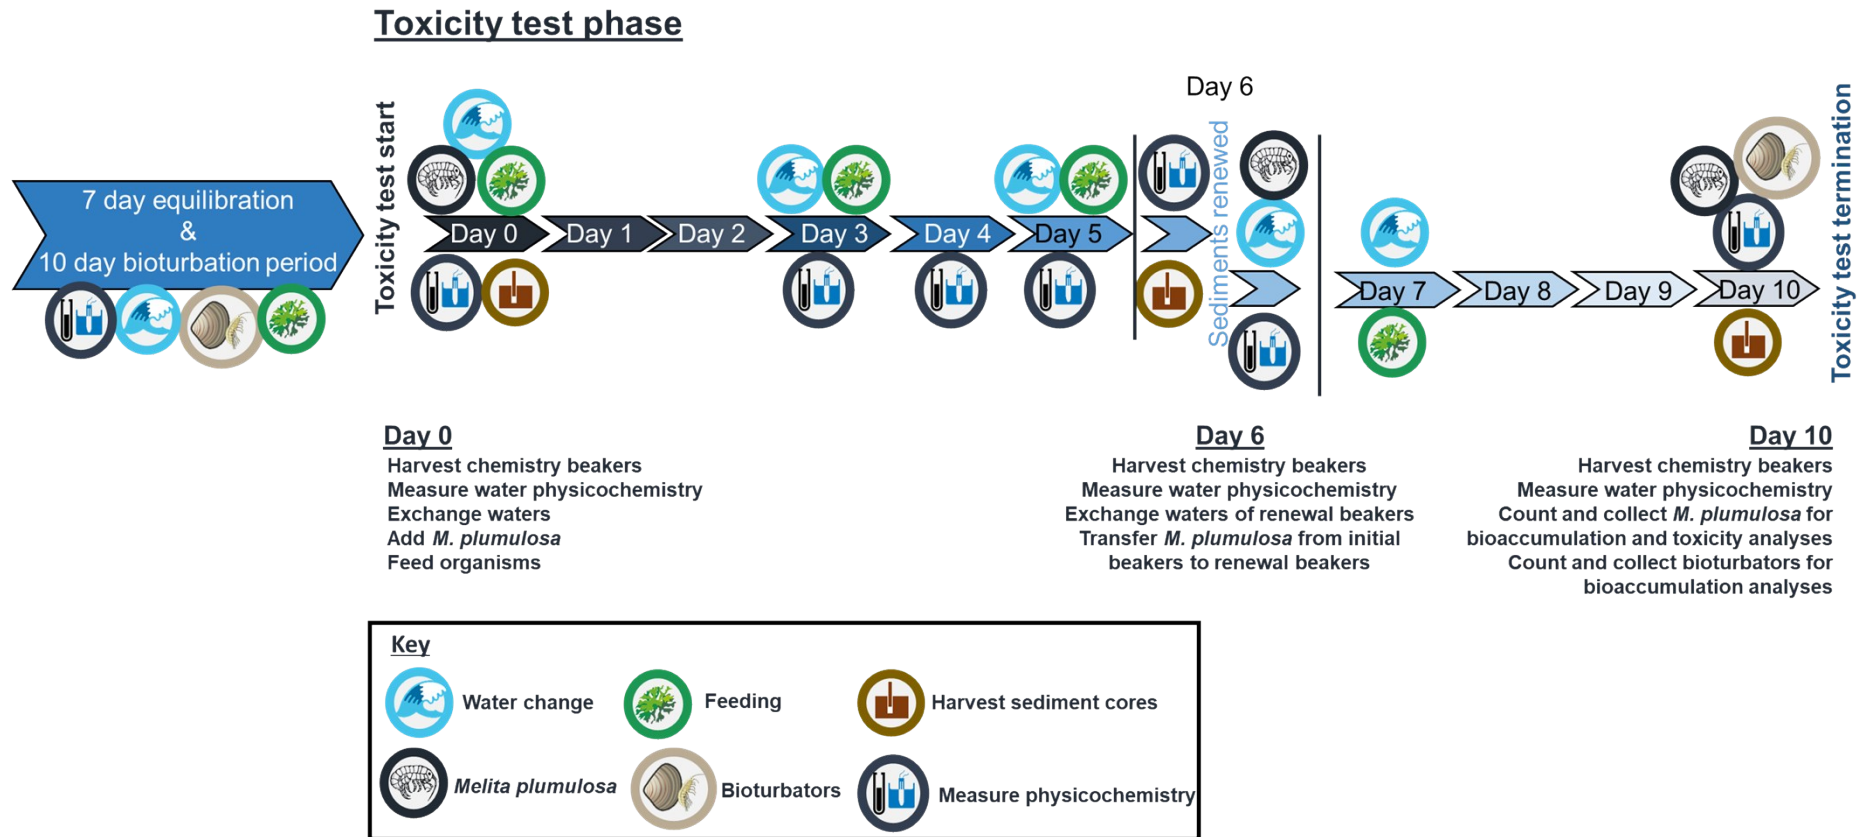 Toxicity test phase
7 day equilibration
&
10 day bioturbation period
Toxicity test start
Day 0
Day 1
Day 2
Day 3
Day 4
Day 5
Day 6
Sediments renewed
Day 7
Day 8
Day 9
Day 10
Toxicity test termination
Day 0
Harvest chemistry beakers
Measure water physicochemistry
Exchange waters
Add M. plumulosa
Feed organisms
Day 6
Harvest chemistry beakers
Measure water physicochemistry
Exchange waters of renewal beakers
Transfer M. plumulosa from initial
beakers to renewal beakers
Day 10
Harvest chemistry beakers
Measure water physicochemistry
Count and collect M. plumulosa for
bioaccumulation and toxicity analyses
Count and collect bioturbators for
bioaccumulation analyses
Key
Water change
Feeding
Harvest sediment cores
Melita plumulosa
Bioturbators
Measure physicochemistry